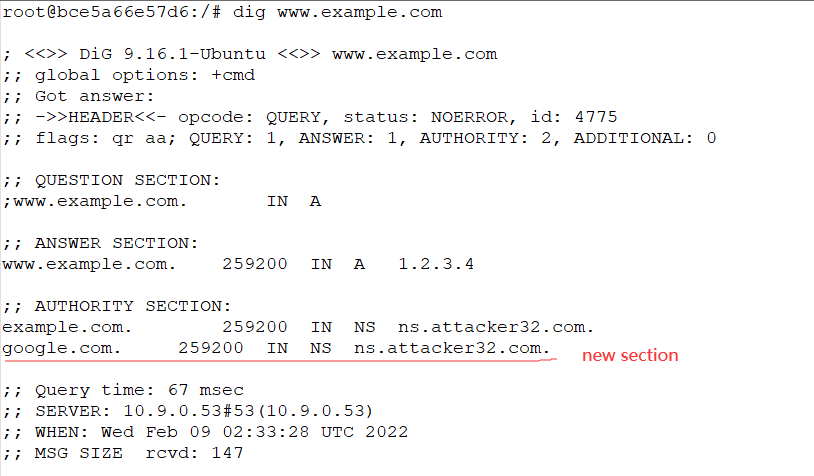 root@bce5a66e57d6:/# dig www.example.com
; <<>> DiG 9.16.1-Ubuntu <<>> www.example.com
;; global options: +cmd
;; Got answer:
;; ->>HEADER<<- opcode: QUERY, status: NOERROR, id: 4775
;; flags: qr aa; QUERY: 1, ANSWER: 1, AUTHORITY: 2, ADDITIONAL: 0
;; QUESTION SECTION:
;www.example.com. IN A
;; ANSWER SECTION:
www.example.com. 259200 IN A 1.2.3.4
;; AUTHORITY SECTION:
example.com. 259200 IN NS ns.attacker32.com.
google.com. 259200 IN NS ns.attacker32.com. new section
;; Query time: 67 msec
;; SERVER: 10.9.0.53#53(10.9.0.53)
;; WHEN: Wed Feb 09 02:33:28 UTC 2022
;; MSG SIZE rcvd: 147